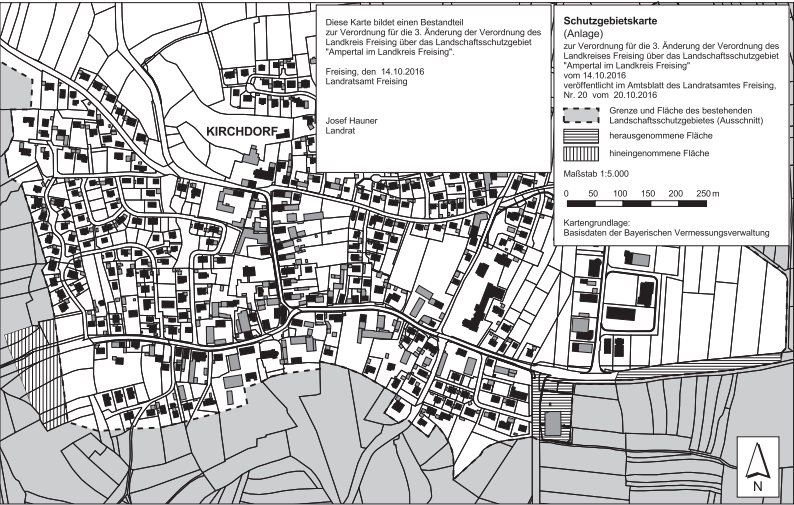 Diese Karte bildet einen Bestandteil
zur Verordnung für die 3. Änderung der Verordnung des
Landkreis Freising über das Landschaftsschutzgebiet
"Ampertal im Landkreis Freising".
Freising, den 14.10.2016
Landratsamt Freising
Josef Hauner
Landrat
Schutzgebietskarte
(Anlage)
zur Verordnung für die 3. Änderung der Verordnung des
Landkreises Freising über das Landschaftsschutzgebiet
"Ampertal im Landkreis Freising"
vom 14.10.2016
veröffentlicht im Amtsblatt des Landratsamtes Freising,
Nr. 20 vom 20.10.2016
Grenze und Fläche des bestehenden
Landschaftsschutzgebietes (Ausschnitt)
herausgenommene Fläche
hineingenommene Fläche
Maßstab 1:5.000
0 50 100 150 200 250 m
Kartengrundlage:
Basisdaten der Bayerischen Vermessungsverwaltung
KIRCHDORF
N